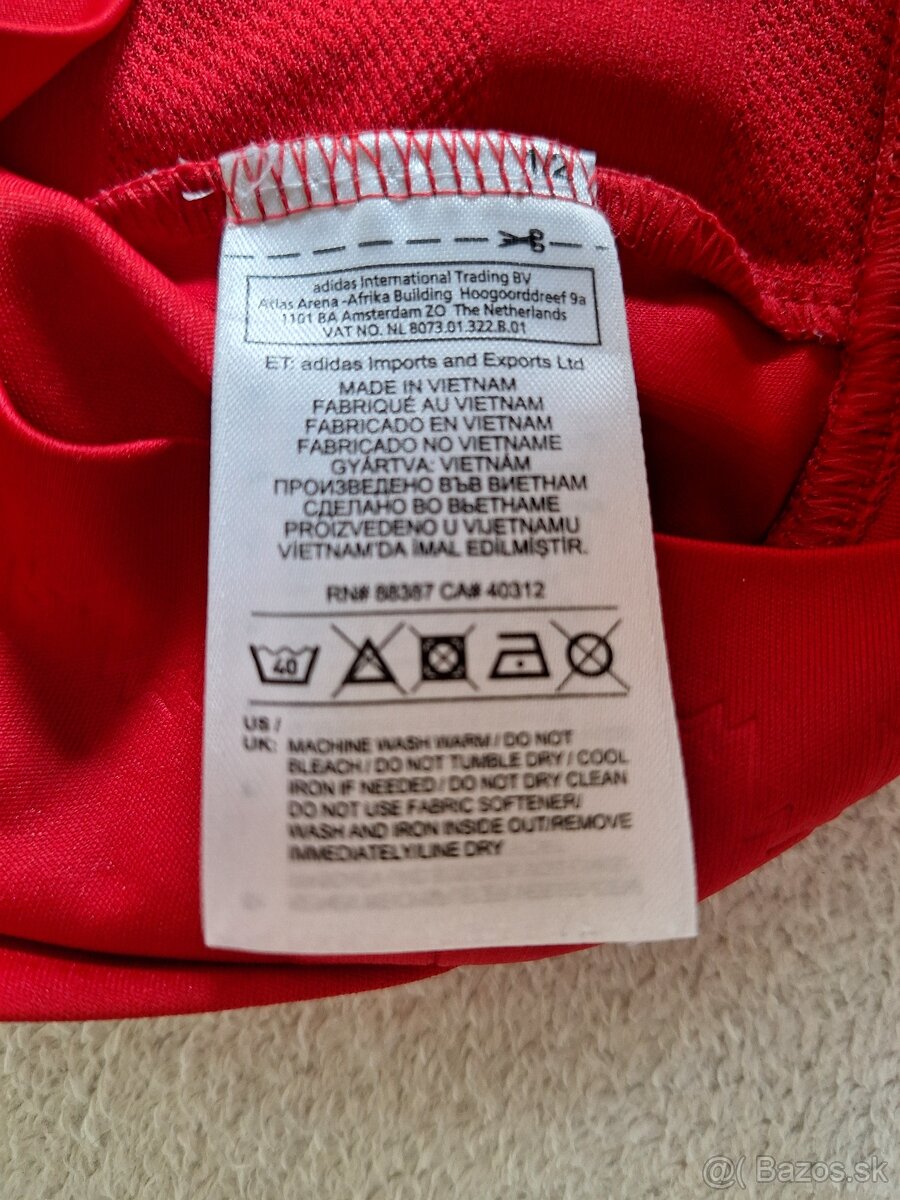 1/2
adidas International Trading BV
Atlas Arena -Afrika Building Hoogoorddreef 9a
1101 BA Amsterdam ZO The Netherlands
VAT NO. NL 8073.01.322.B.01
ET: adidas Imports and Exports Ltd
MADE IN VIETNAM
FABRIQUÉ AU VIETNAM
FABRICADO EN VIETNAM
FABRICADO NO VIETNAME
GYÁRTVA: VIETNÁM
ПРОИЗВЕДЕНО ВЪВ ВИЕТНАМ
СДЕЛАНО ВО ВЬЕТНАМЕ
PROIZVEDENO U VIJETNAMU
VİETNAM'DA İMAL EDİLMİŞTİR.
RN# 88387 CA# 40312
40
US /
UK: MACHINE WASH WARM / DO NOT
BLEACH / DO NOT TUMBLE DRY / COOL
IRON IF NEEDED / DO NOT DRY CLEAN
DO NOT USE FABRIC SOFTENER/
WASH AND IRON INSIDE OUT/REMOVE
IMMEDIATELY/LINE DRY
@( Bazos.sk